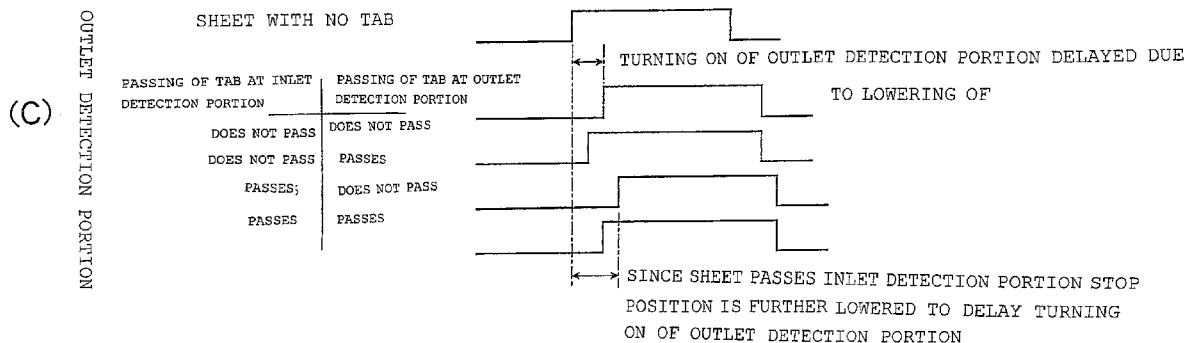 (C)
OUTLET DETECTION PORTION
SHEET WITH NO TAB
TURNING ON OF OUTLET DETECTION PORTION DELAYED DUE
TO LOWERING OF
PASSING OF TAB AT INLET
DETECTION PORTION
PASSING OF TAB AT OUTLET
DETECTION PORTION
DOES NOT PASS DOES NOT PASS
DOES NOT PASS PASSES
PASSES; DOES NOT PASS
PASSES PASSES
SINCE SHEET PASSES INLET DETECTION PORTION STOP
POSITION IS FURTHER LOWERED TO DELAY TURNING
ON OF OUTLET DETECTION PORTION